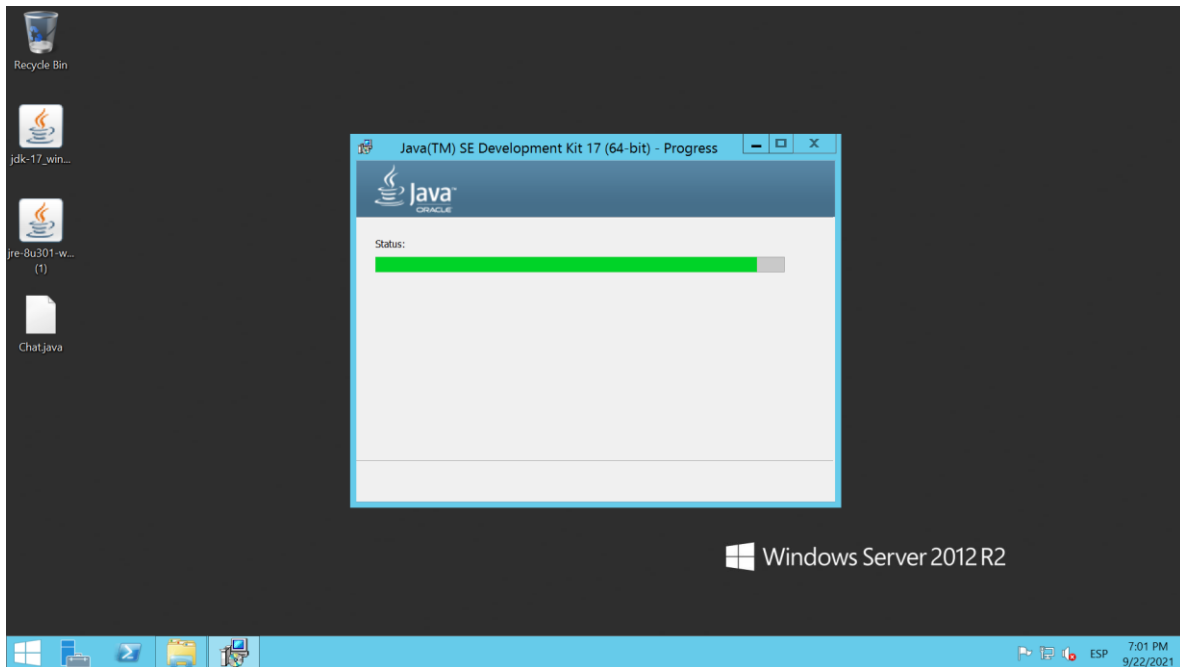 Recycle Bin
jdk-17_win...
jre-8u301-w...
(1)
Chat.java
Java(TM) SE Development Kit 17 (64-bit) - Progress
Java™
ORACLE
Status:
Windows Server 2012 R2
ESP
7:01 PM
9/22/2021